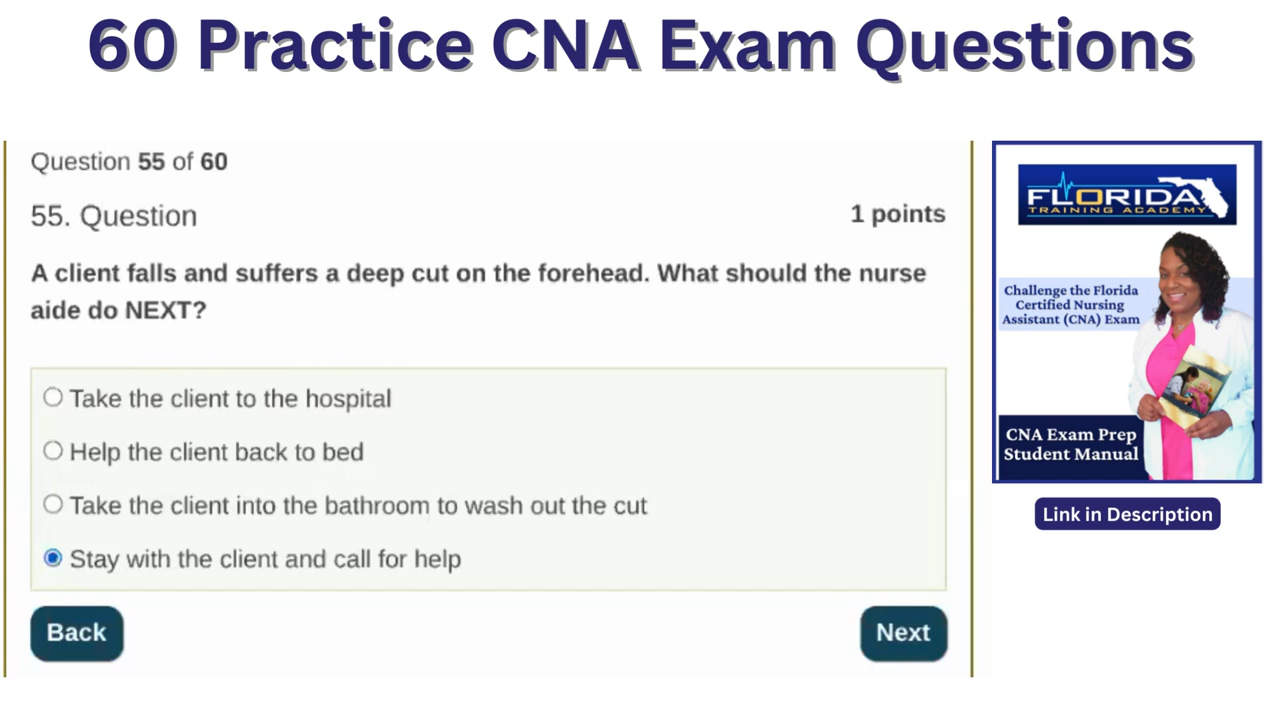 60 Practice CNA Exam Questions
Question 55 of 60
55. Question
1 points
A client falls and suffers a deep cut on the forehead. What should the nurse
aide do NEXT?
Take the client to the hospital
Help the client back to bed
Take the client into the bathroom to wash out the cut
Stay with the client and call for help
Back
Next
FLORIDA
TRAINING ACADEMY
Challenge the Florida
Certified Nursing
Assistant (CNA) Exam
CNA Exam Prep
Student Manual
Link in Description